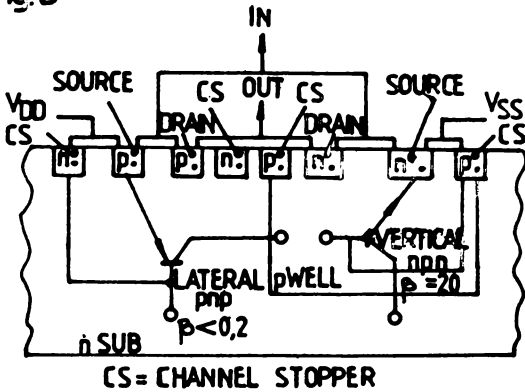 IN
SOURCE
CS OUT CS
SOURCE
VDD
DRAIN
DRAIN
VSS
CS
CS
n+ p+ p+ n+ p+ n+ n+ p+
VERTICAL
npn
β=20
LATERAL
pnp
β<0,2
pWELL
n SUB
CS = CHANNEL STOPPER